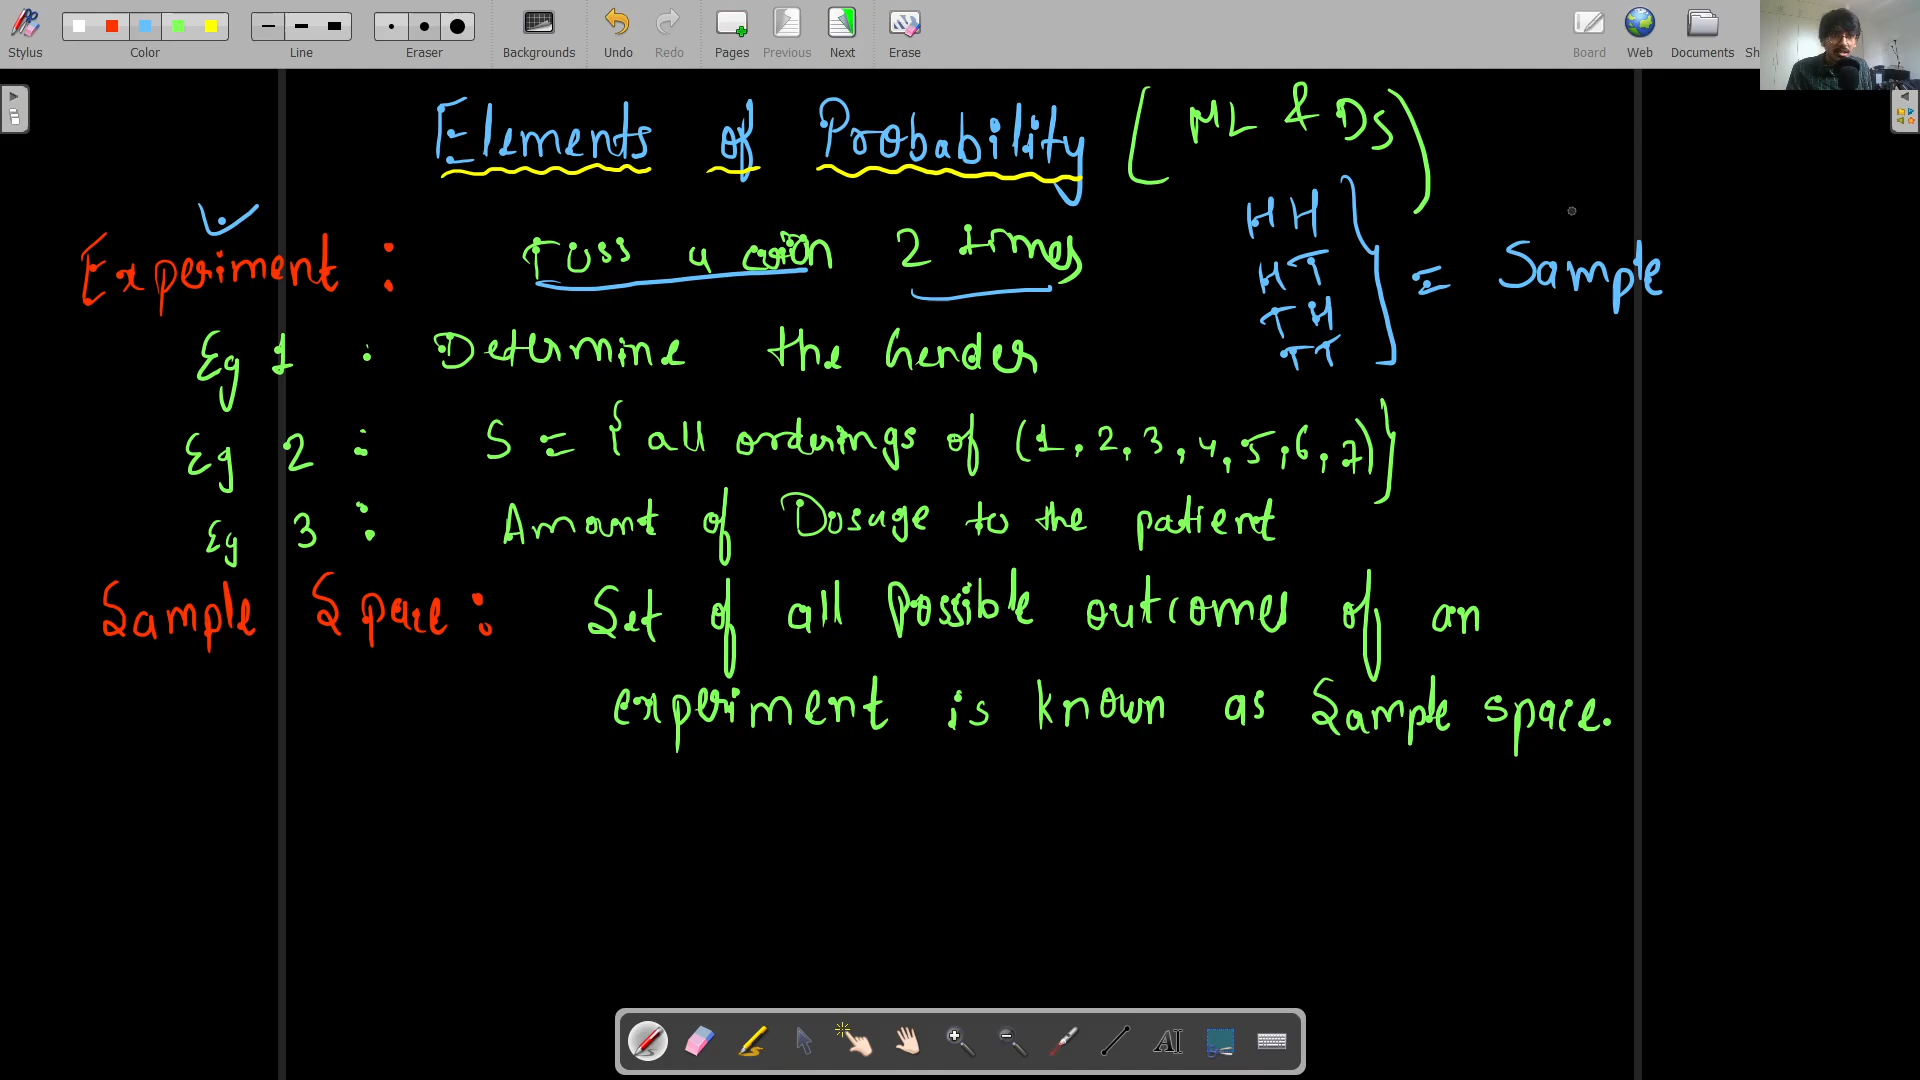 Stylus Color Line Eraser Backgrounds Undo Redo Pages Previous Next Erase Board Web Documents Sh
Elements of Probability (ML & DS)
Experiment : Toss a coin 2 times
HH
HT
TH
TT
= Sample
Eg 1 : Determine the Gender
Eg 2 : S = { all orderings of (1, 2, 3, 4, 5, 6, 7)}
Eg 3 : Amount of Dosage to the patient
Sample Space : Set of all Possible outcomes of an
experiment is known as Sample space.
AI